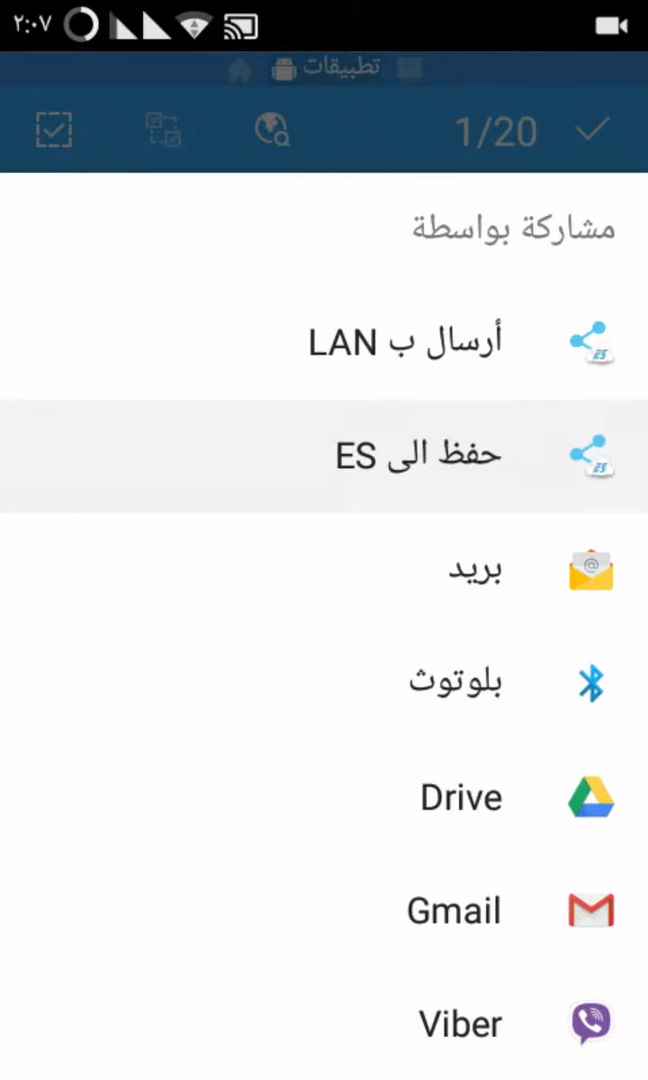 ٢:٠٧
تطبيقات
1/20
مشاركة بواسطة
أرسال ب LAN
حفظ الى ES
بريد
بلوتوث
Drive
Gmail
Viber